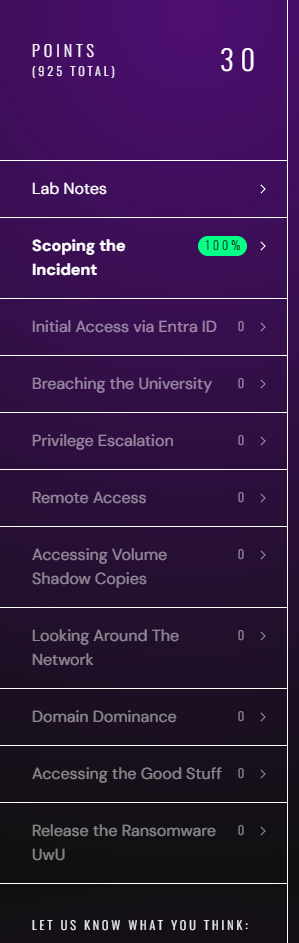 POINTS
30
(925 TOTAL)
Lab Notes
Scoping the
100%
Incident
Initial Access via Entra ID 0
Breaching the University 0
Privilege Escalation 0
Remote Access 0
Accessing Volume 0
Shadow Copies
Looking Around The 0
Network
Domain Dominance 0
Accessing the Good Stuff 0
Release the Ransomware 0
UwU
LET US KNOW WHAT YOU THINK: